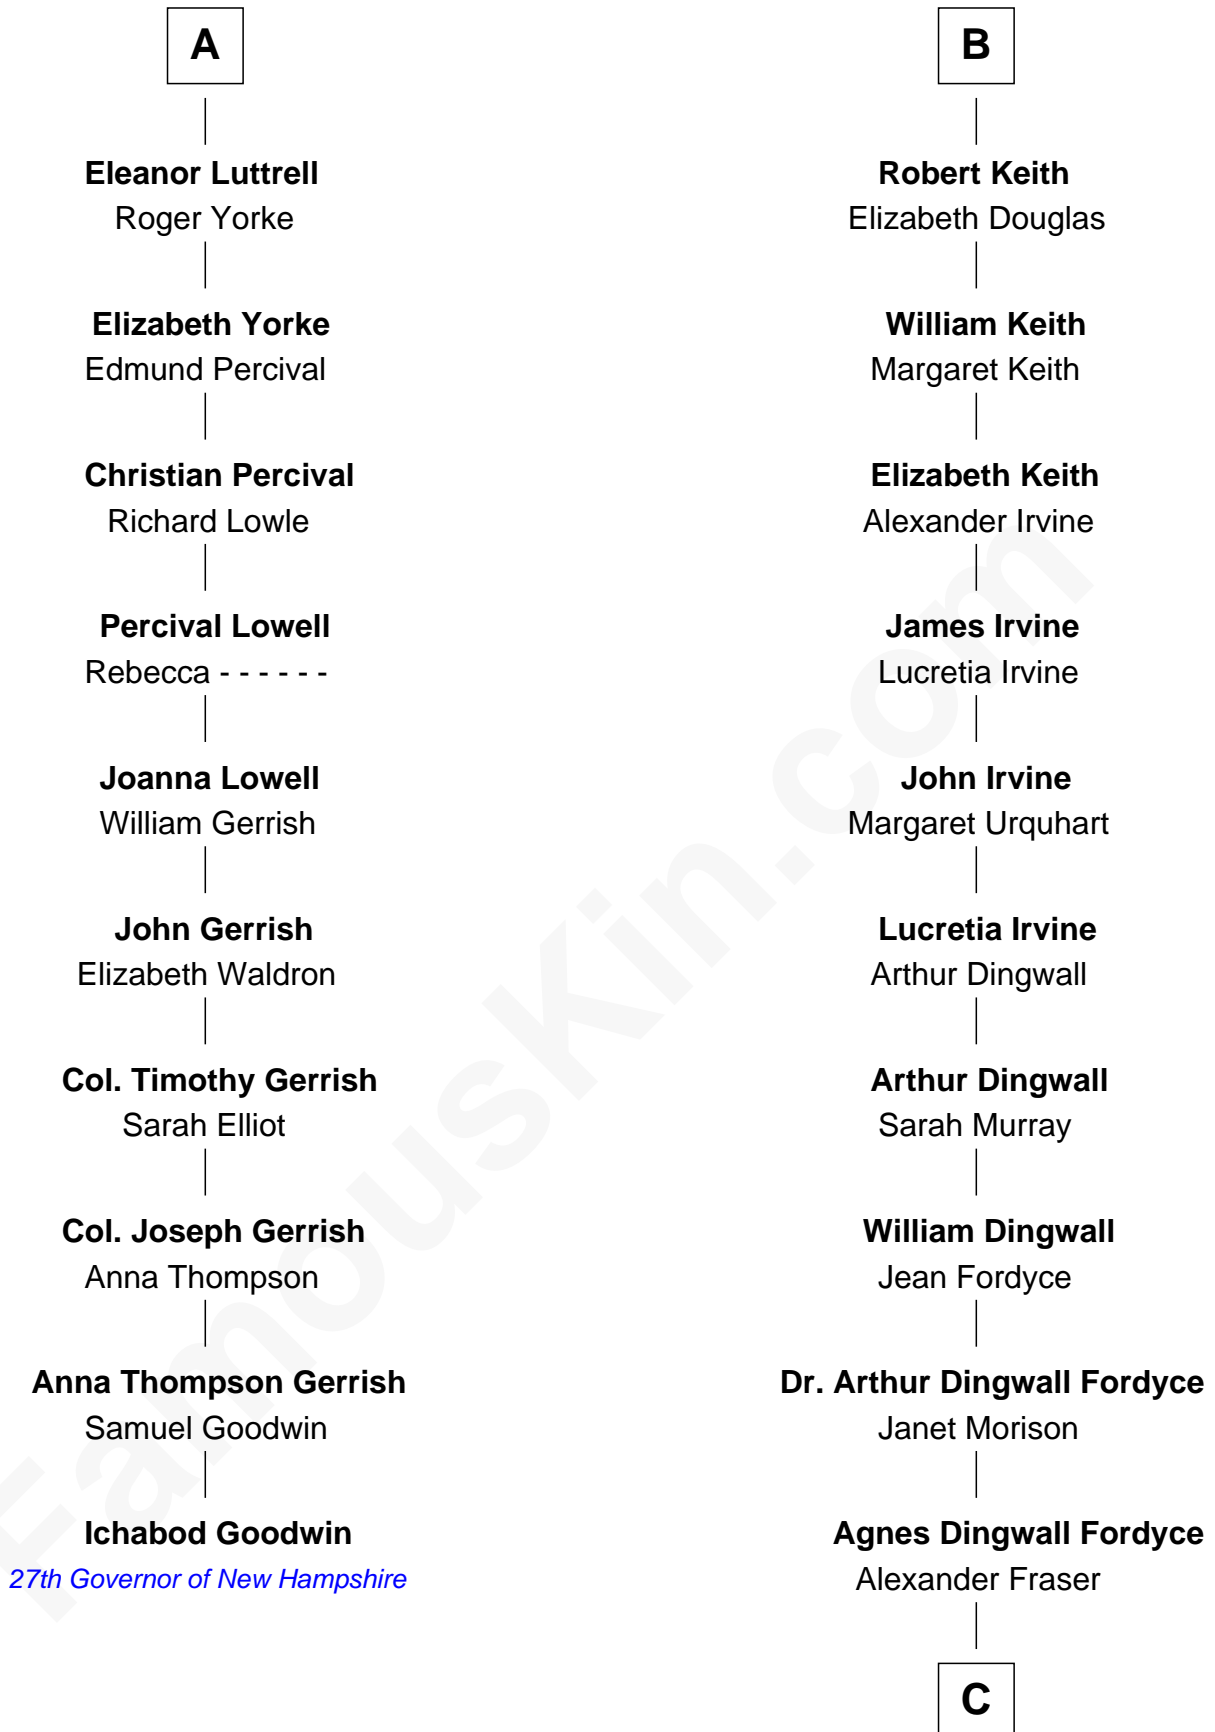 A
Eleanor Luttrell
Roger Yorke
Elizabeth Yorke
Edmund Percival
Christian Percival
Richard Lowle
Percival Lowell
Rebecca - - - - - -
Joanna Lowell
William Gerrish
John Gerrish
Elizabeth Waldron
Col. Timothy Gerrish
Sarah Elliot
Col. Joseph Gerrish
Anna Thompson
Anna Thompson Gerrish
Samuel Goodwin
Ichabod Goodwin
27th Governor of New Hampshire
B
Robert Keith
Elizabeth Douglas
William Keith
Margaret Keith
Elizabeth Keith
Alexander Irvine
James Irvine
Lucretia Irvine
John Irvine
Margaret Urquhart
Lucretia Irvine
Arthur Dingwall
Arthur Dingwall
Sarah Murray
William Dingwall
Jean Fordyce
Dr. Arthur Dingwall Fordyce
Janet Morison
Agnes Dingwall Fordyce
Alexander Fraser
C
FamousKin.com